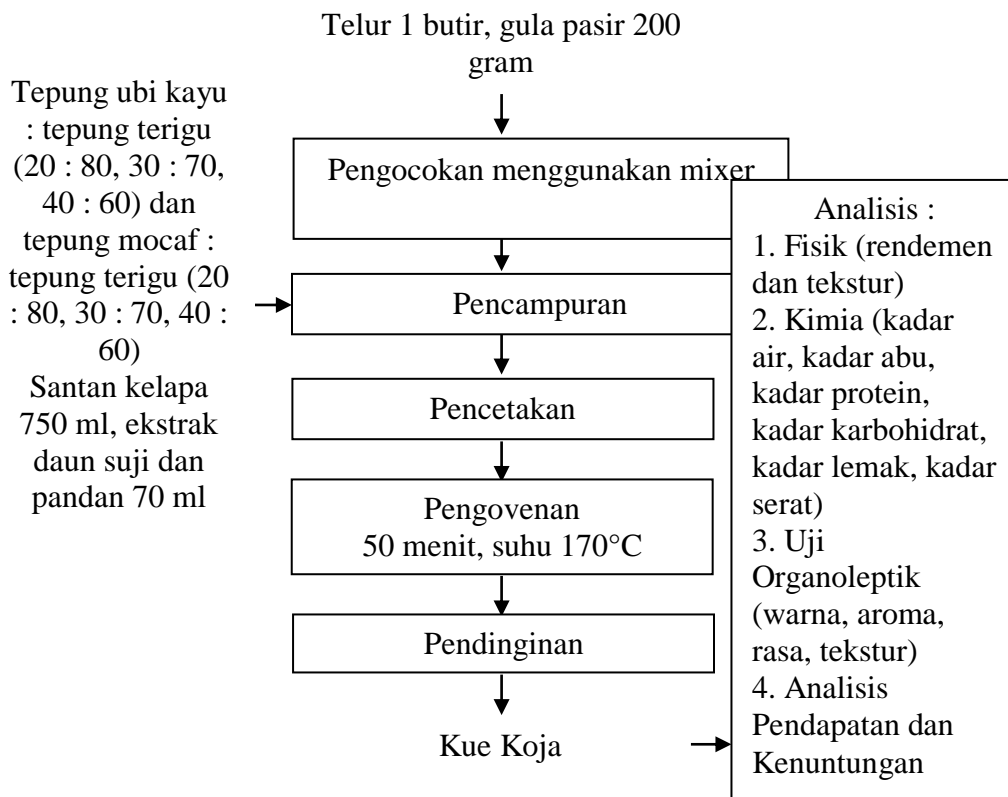 Telur 1 butir, gula pasir 200
gram
Tepung ubi kayu
: tepung terigu
(20 : 80, 30 : 70,
40 : 60) dan
tepung mocaf :
tepung terigu (20
: 80, 30 : 70, 40 :
60)
Santan kelapa
750 ml, ekstrak
daun suji dan
pandan 70 ml
Pengocokan menggunakan mixer
Pencampuran
Pencetakan
Pengovenan
50 menit, suhu 170°C
Pendinginan
Kue Koja
Analisis :
1. Fisik (rendemen
dan tekstur)
2. Kimia (kadar
air, kadar abu,
kadar protein,
kadar karbohidrat,
kadar lemak, kadar
serat)
3. Uji
Organoleptik
(warna, aroma,
rasa, tekstur)
4. Analisis
Pendapatan dan
Kenuntungan